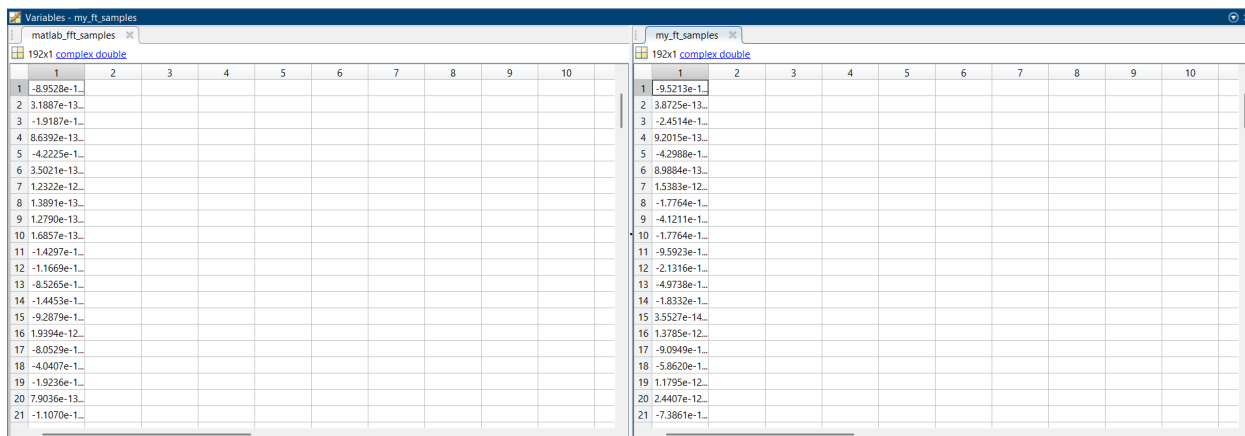 Variables - my_ft_samples
matlab_fft_samples
192x1 complex double
1 2 3 4 5 6 7 8 9 10
1 -8.9528e-1...
2 3.1887e-13...
3 -1.9187e-1...
4 8.6392e-13...
5 -4.2225e-1...
6 3.5021e-13...
7 1.2322e-12...
8 1.3891e-13...
9 1.2790e-13...
10 1.6857e-13...
11 -1.4297e-1...
12 -1.1669e-1...
13 -8.5265e-1...
14 -1.4453e-1...
15 -9.2879e-1...
16 1.9394e-12...
17 -8.0529e-1...
18 -4.0407e-1...
19 -1.9236e-1...
20 7.9036e-13...
21 -1.1070e-1...
my_ft_samples
192x1 complex double
1 2 3 4 5 6 7 8 9 10
1 -9.5213e-1...
2 3.8725e-13...
3 -2.4514e-1...
4 9.2015e-13...
5 -4.2988e-1...
6 8.9884e-13...
7 1.5383e-12...
8 -1.7764e-1...
9 -4.1211e-1...
10 -1.7764e-1...
11 -9.5923e-1...
12 -2.1316e-1...
13 -4.9738e-1...
14 -1.8332e-1...
15 3.5527e-14...
16 1.3785e-12...
17 -9.0949e-1...
18 -5.8620e-1...
19 1.1795e-12...
20 2.4407e-12...
21 -7.3861e-1...